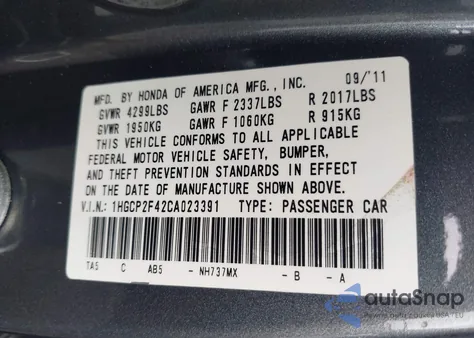 MFD. BY HONDA OF AMERICA MFG., INC. 09/'11
GVWR 4299LBS GAWR F 2337LBS R 2017LBS
GVWR 1950KG GAWR F 1060KG R 915KG
THIS VEHICLE CONFORMS TO ALL APPLICABLE
FEDERAL MOTOR VEHICLE SAFETY, BUMPER,
AND THEFT PREVENTION STANDARDS IN EFFECT
ON THE DATE OF MANUFACTURE SHOWN ABOVE.
V.I.N.: 1HGCP2F42CA023391 TYPE: PASSENGER CAR
TA5 C AB5 - NH737MX - B - A
autaSnap